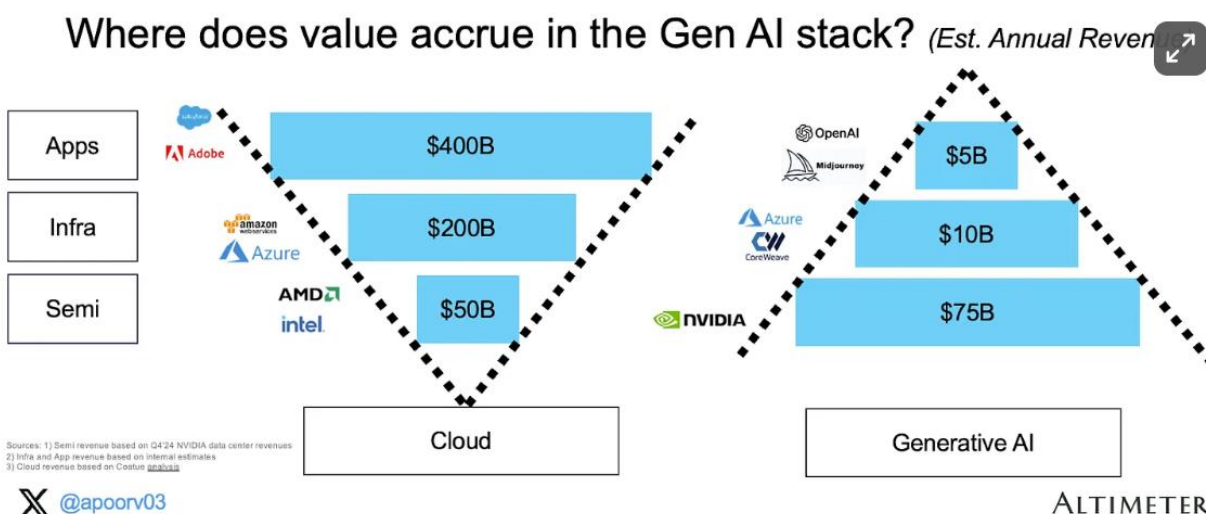 Where does value accrue in the Gen AI stack? (Est. Annual Reven
Apps
salesforce
Adobe
$400B
OpenAI
Midjourney
$5B
Infra
amazon
webservices
Azure
$200B
Azure
CoreWeave
$10B
Semi
AMD
intel.
$50B
NVIDIA
$75B
Cloud
Generative AI
Sources: 1) Semi revenue based on Q4'24 NVIDIA data center revenues
2) Infra and App revenue based on internal estimates
3) Cloud revenue based on Coatue analysis
X @apoorv03
ALTIMETER